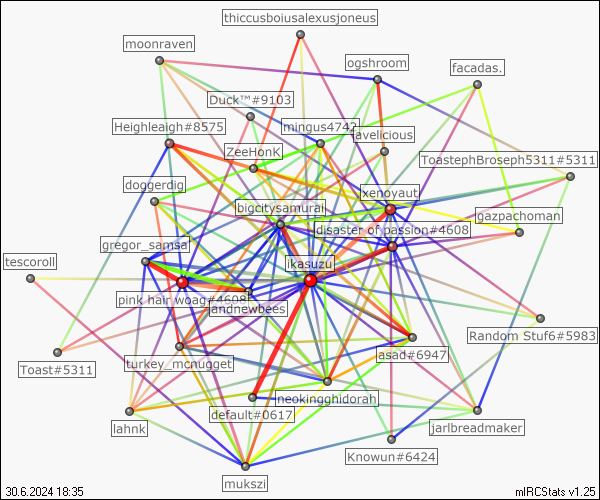 thiccusboiusalexusjoneus
moonraven
ogshroom
facadas.
Duck™#9103
Heighleaigh#8575
mingus4742
favelicious
ZeeHonK
ToastephBroseph5311#5311
doggerdig
xenoyaut
bigcitysamurai
gazpachoman
disaster of passion#4608
gregor_samsa
tescoroll
ikasuzu
pink hair woag#4608
andnewbees
Random Stuf6#5983
asad#6947
turkey_mcnugget
Toast#5311
neokingghidorah
default#0617
lahnk
jarlbreadmaker
Knowun#6424
mukszi
30.6.2024 18:35
mIRCStats v1.25